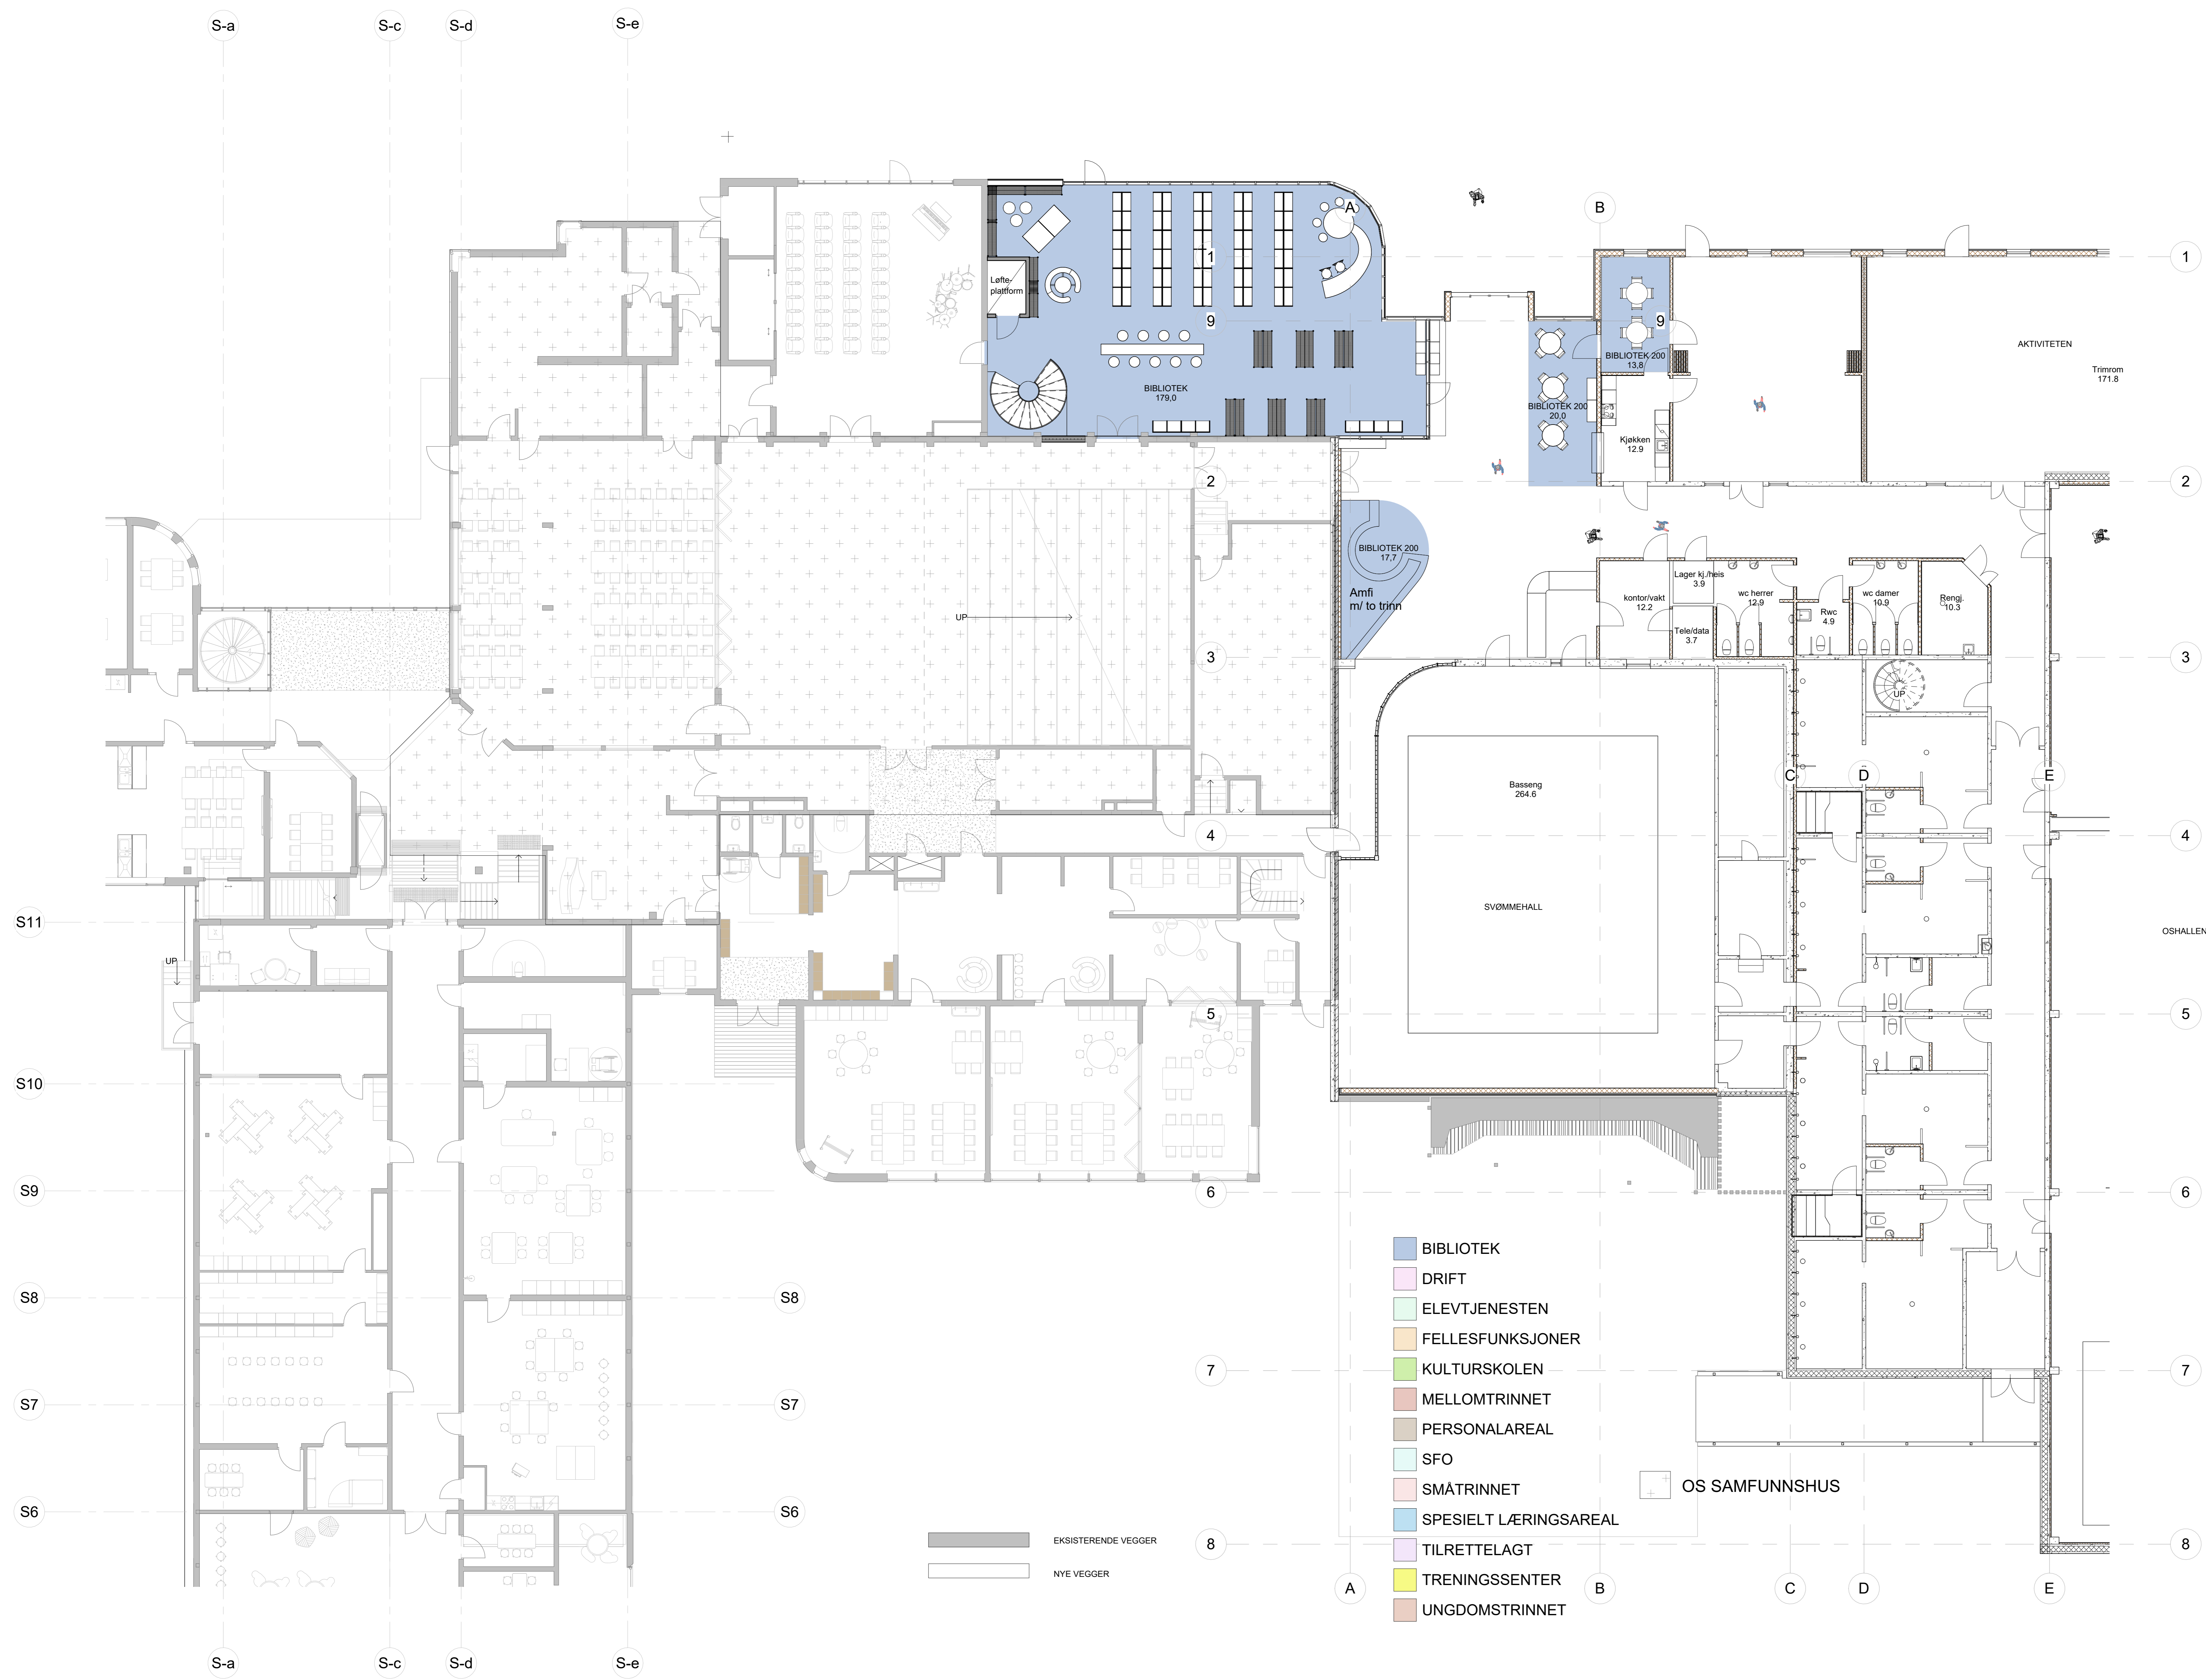 S-a
S-c
S-d
S-e
A
B
1
1
Løfte-
plattform
9
9
BIBLIOTEK
179,0
BIBLIOTEK 200
13,8
BIBLIOTEK 200
20,0
Kjøkken
12.9
AKTIVITETEN
Trimrom
171.8
2
2
BIBLIOTEK 200
17,7
Amfi
m/ to trinn
kontor/vakt
12.2
Lager kj./heis
3.9
Tele/data
3.7
wc herrer
12.9
Rwc
4.9
wc damer
10.9
Rengj.
10.3
UP
3
3
UP
Basseng
264.6
C
D
E
4
4
SVØMMEHALL
S11
OSHALLEN
UP
5
5
S10
S9
6
6
S8
S8
BIBLIOTEK
DRIFT
ELEVTJENESTEN
FELLESFUNKSJONER
KULTURSKOLEN
MELLOMTRINNET
PERSONALAREAL
SFO
SMÅTRINNET
SPESIELT LÆRINGSAREAL
TILRETTELAGT
TRENINGSSENTER
UNGDOMSTRINNET
7
7
S7
S7
OS SAMFUNNSHUS
S6
S6
EKSISTERENDE VEGGER
NYE VEGGER
8
8
A
B
C
D
E
S-a
S-c
S-d
S-e